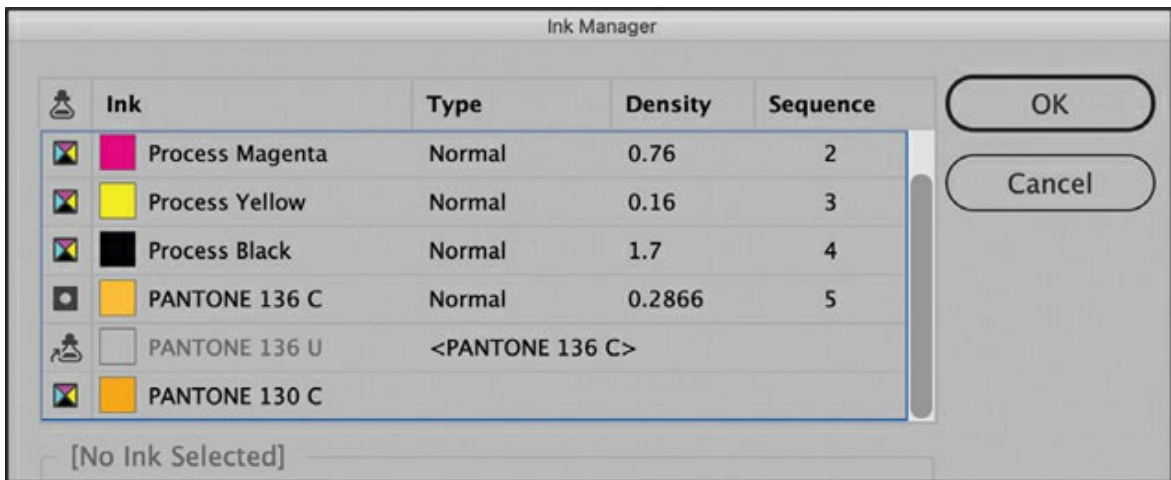 Ink Manager
Ink Type Density Sequence
Process Magenta Normal 0.76 2
Process Yellow Normal 0.16 3
Process Black Normal 1.7 4
PANTONE 136 C Normal 0.2866 5
PANTONE 136 U <PANTONE 136 C>
PANTONE 130 C
[No Ink Selected]
OK
Cancel